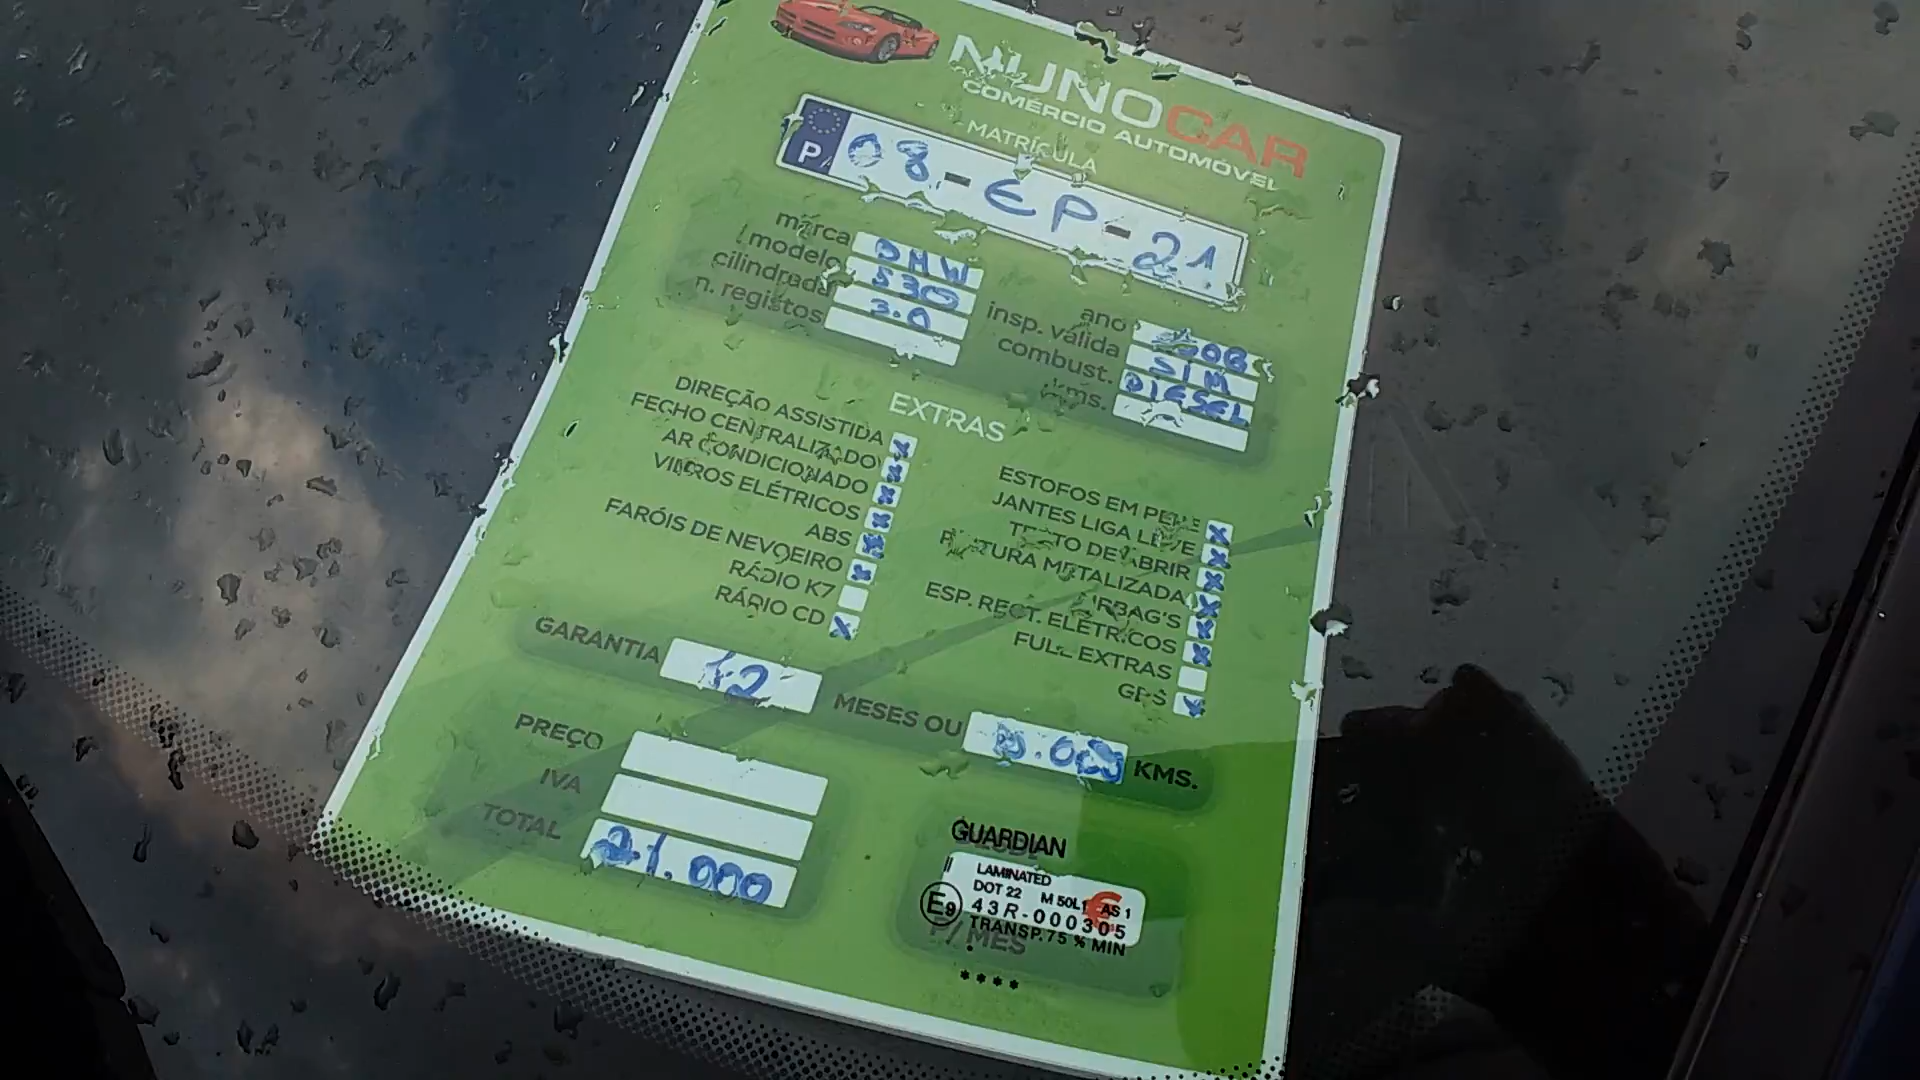 NUNOCAR
COMÉRCIO AUTOMÓVEL
MATRÍCULA
P 08-EP-21
marca BMW
modelo 530
cilindrada 3.0
n. registos
ano 2008
insp. válida SIM
combust. DIESEL
kms.
EXTRAS
DIREÇÃO ASSISTIDA X
FECHO CENTRALIZADO X
AR CONDICIONADO X
VIDROS ELÉTRICOS X
ABS X
FARÓIS DE NEVOEIRO X
RÁDIO K7
RÁDIO CD X
ESTOFOS EM PELE X
JANTES LIGA LEVE X
TETO DE ABRIR X
PINTURA METALIZADA X
AIRBAG'S X
ESP. RECT. ELÉTRICOS X
FULL EXTRAS
GPS X
GARANTIA 12 MESES OU KMS.
PREÇO
IVA
TOTAL 21.000
GUARDIAN
II LAMINATED
DOT 22 M 50L1 AS 1
E9 43R-000305
TRANSP. 75 % MIN
€
P/ MÊS